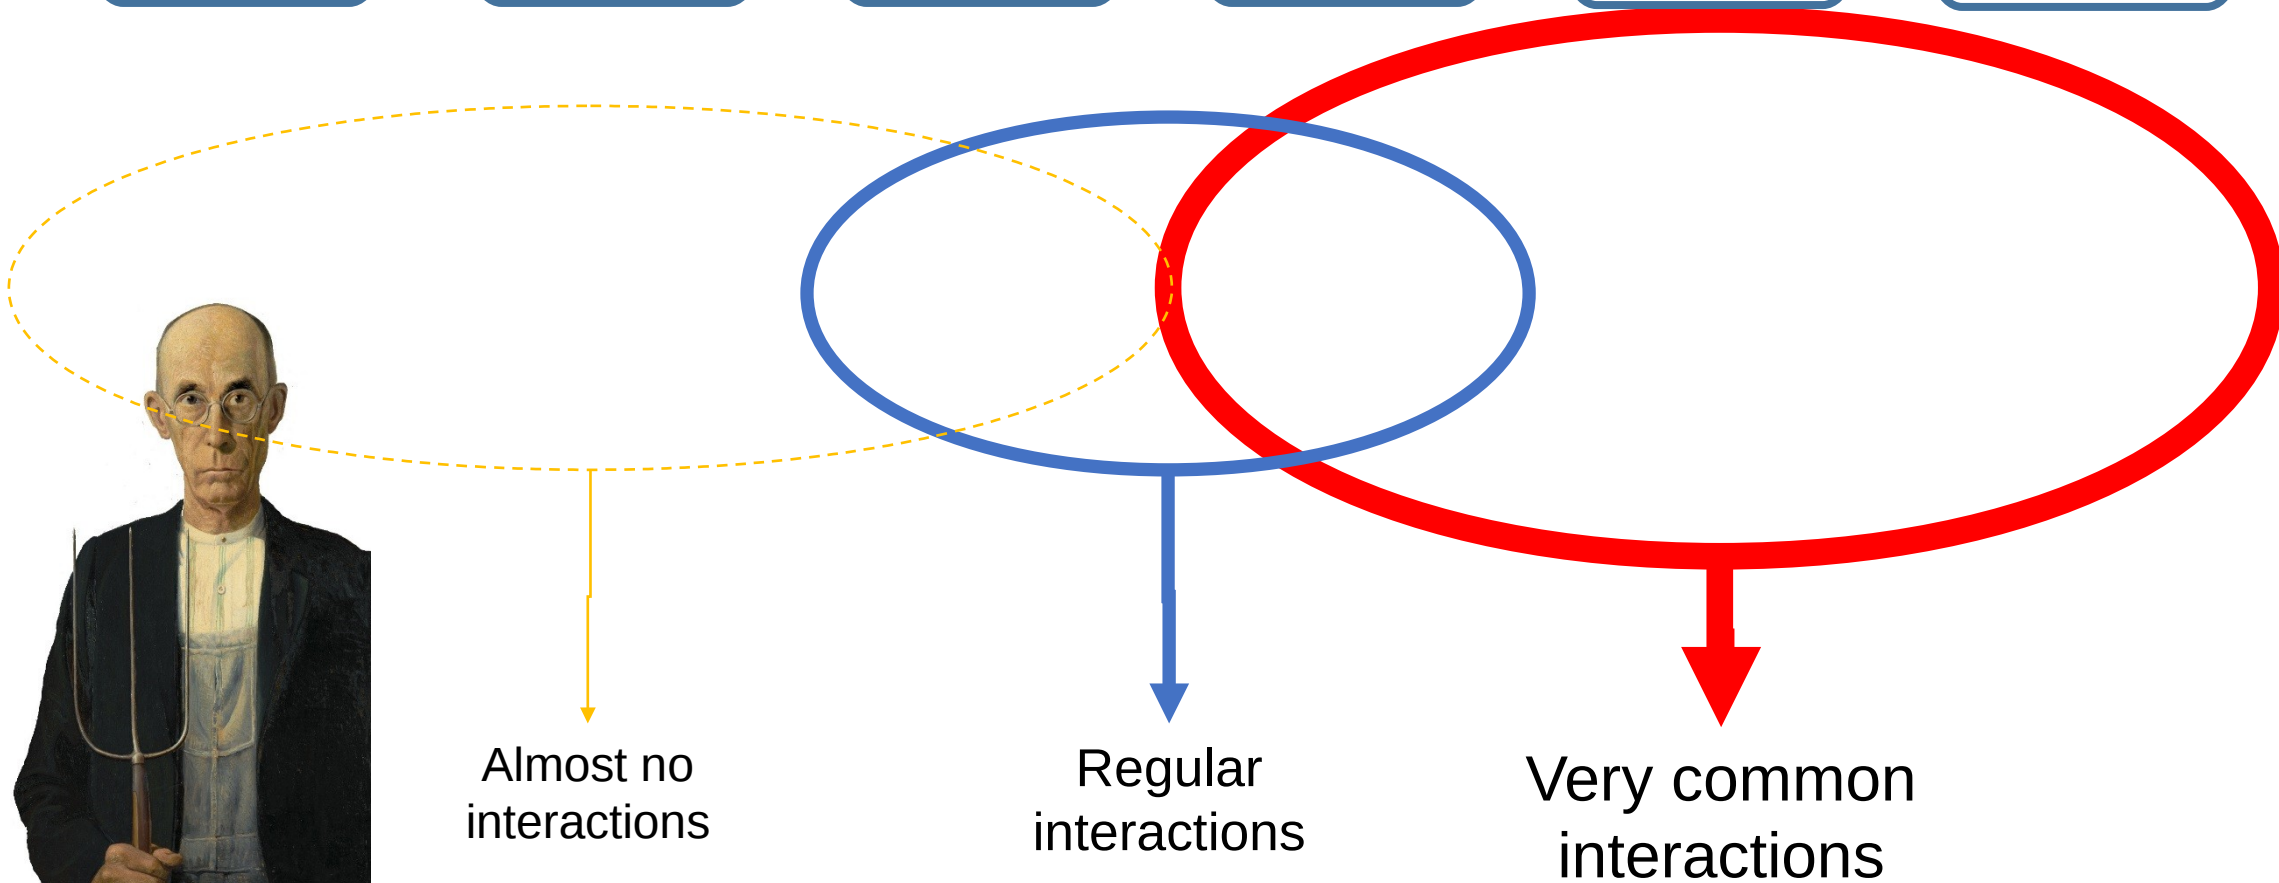 Almost no
interactions
Regular
interactions
Very common
interactions